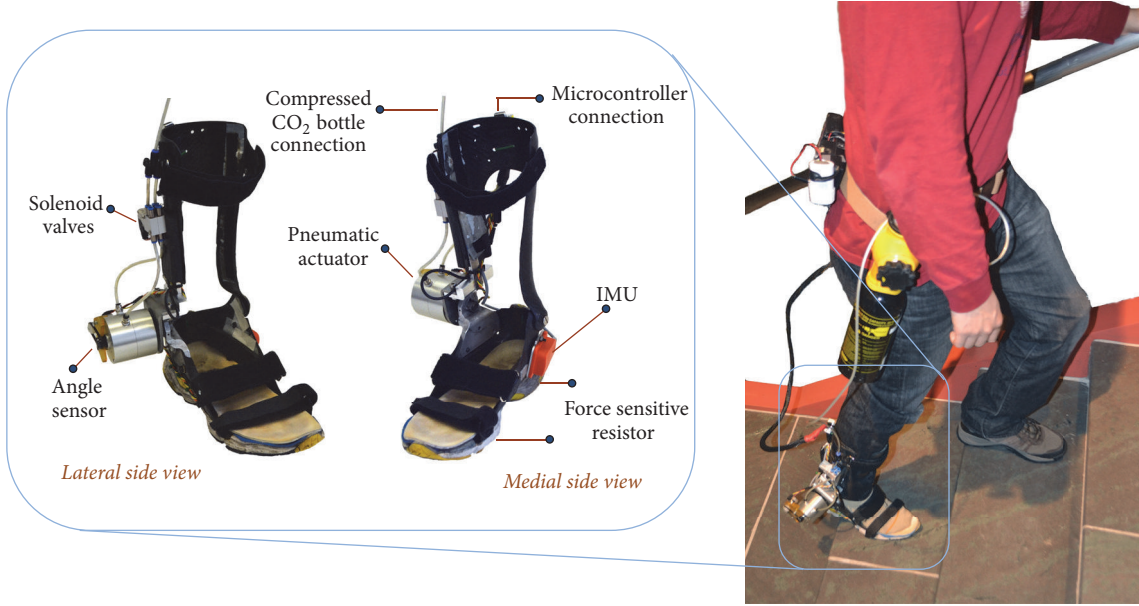 Compressed
CO₂ bottle
connection
Microcontroller
connection
Solenoid
valves
Pneumatic
actuator
IMU
Angle
sensor
Force sensitive
resistor
Lateral side view
Medial side view